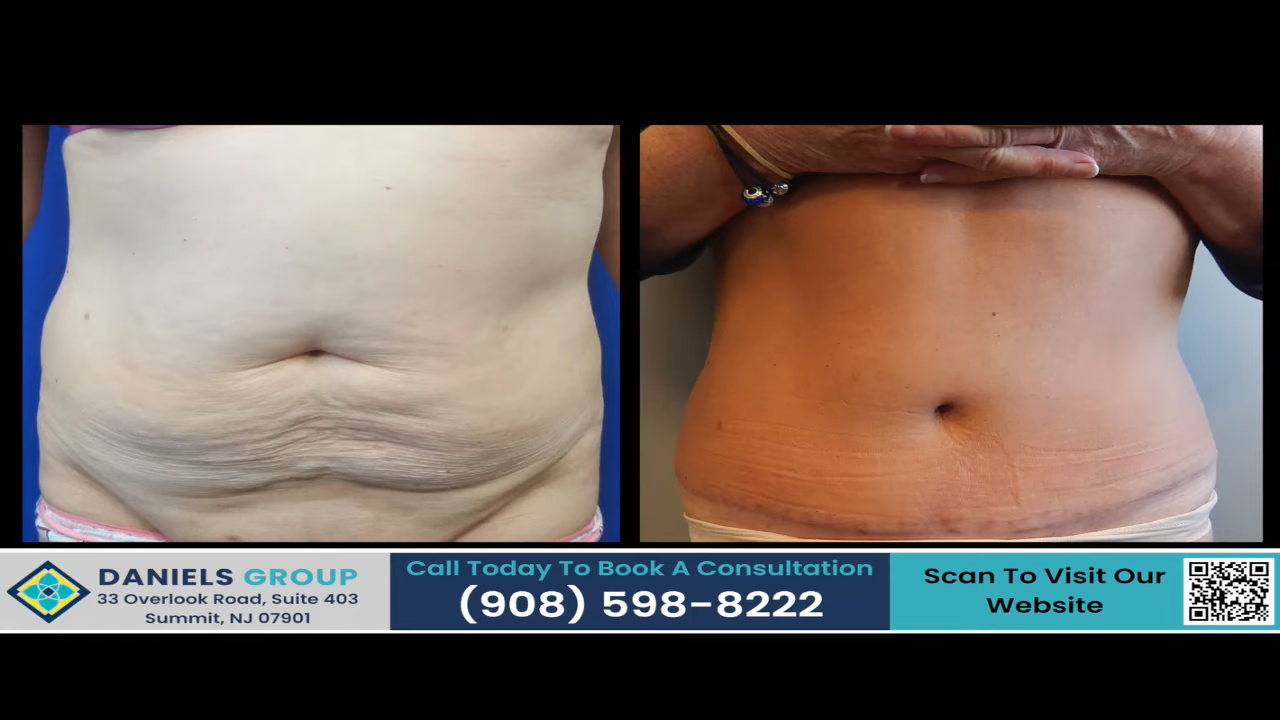 DANIELS GROUP
33 Overlook Road, Suite 403
Summit, NJ 07901
Call Today To Book A Consultation
(908) 598-8222
Scan To Visit Our
Website